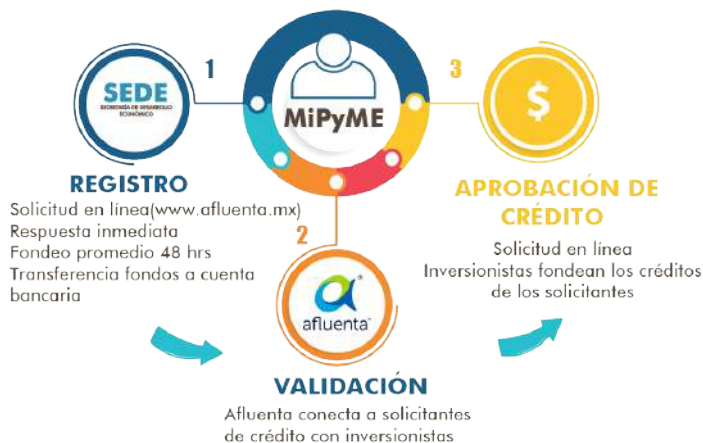 1
SEDE
SECRETARÍA DE DESARROLLO
ECONÓMICO
MiPyME
3
$
REGISTRO
Solicitud en línea(www.afluenta.mx)
Respuesta inmediata
Fondeo promedio 48 hrs
Transferencia fondos a cuenta
bancaria
2
afluenta
VALIDACIÓN
Afluenta conecta a solicitantes
de crédito con inversionistas
APROBACIÓN DE
CRÉDITO
Solicitud en línea
Inversionistas fondean los créditos
de los solicitantes